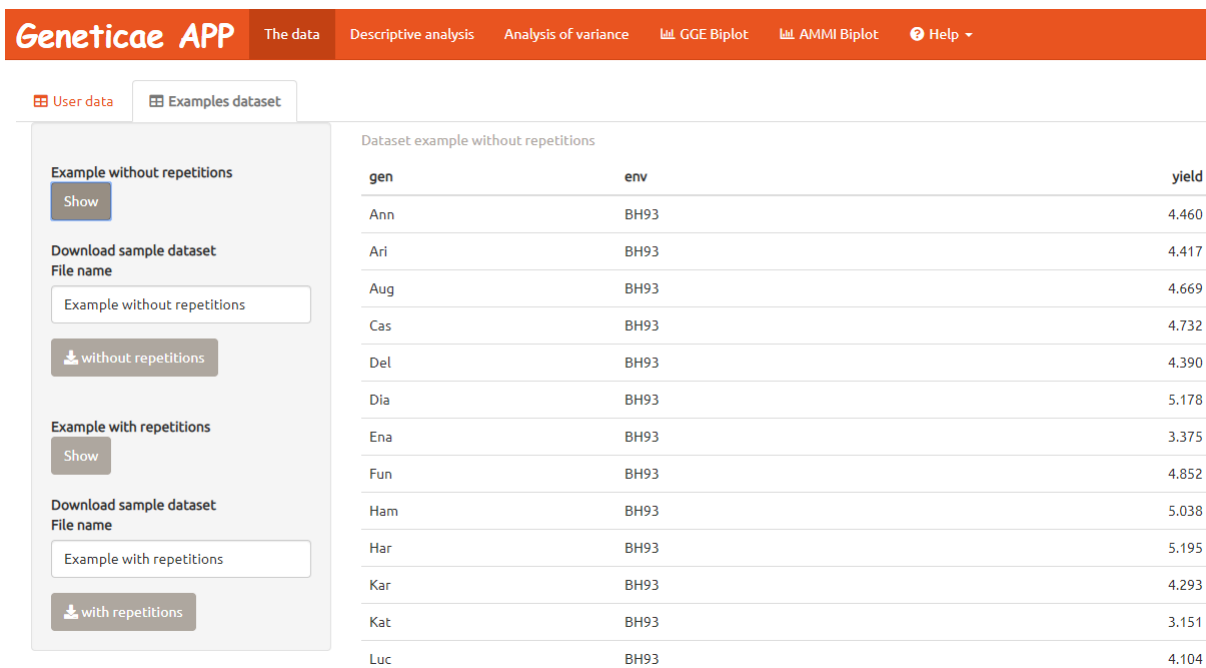 Geneticae APP The data Descriptive analysis Analysis of variance GGE Biplot AMMI Biplot Help
User data Examples dataset
Example without repetitions
Show
Download sample dataset
File name
Example without repetitions
without repetitions
Example with repetitions
Show
Download sample dataset
File name
Example with repetitions
with repetitions
Dataset example without repetitions
gen env yield
Ann BH93 4.460
Ari BH93 4.417
Aug BH93 4.669
Cas BH93 4.732
Del BH93 4.390
Dia BH93 5.178
Ena BH93 3.375
Fun BH93 4.852
Ham BH93 5.038
Har BH93 5.195
Kar BH93 4.293
Kat BH93 3.151
Luc BH93 4.104